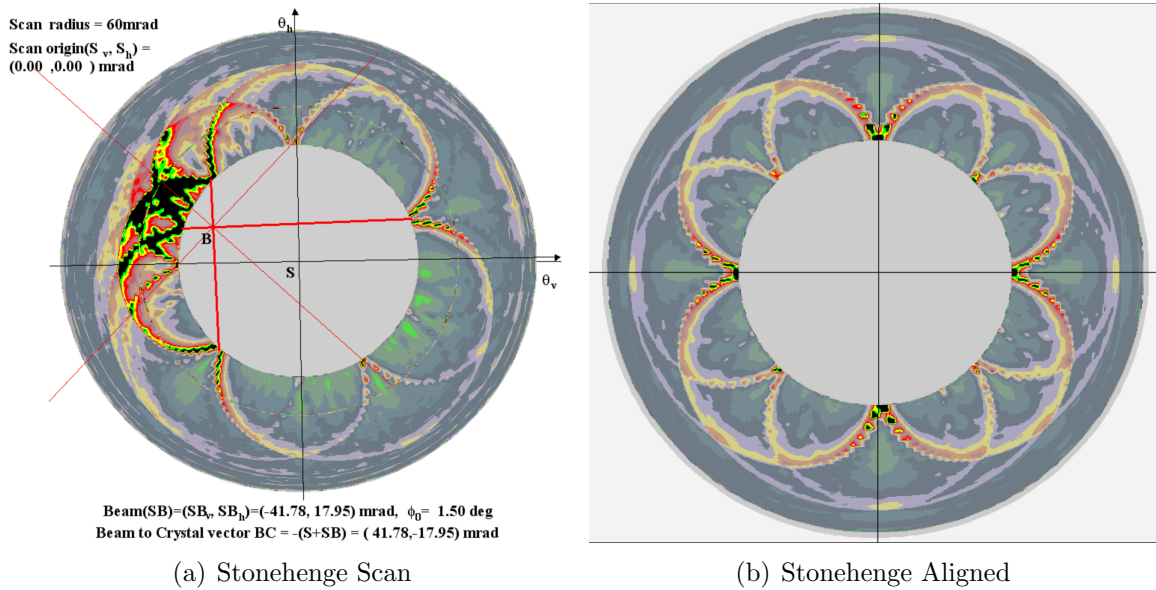 Scan radius = 60mrad
Scan origin(S_v, S_h) =
(0.00 ,0.00 ) mrad
θ_h
B
S
θ_v
Beam(SB)=(SB_v, SB_h)=(-41.78, 17.95) mrad, ϕ_0= 1.50 deg
Beam to Crystal vector BC = -(S+SB) = ( 41.78,-17.95) mrad
(a) Stonehenge Scan
(b) Stonehenge Aligned